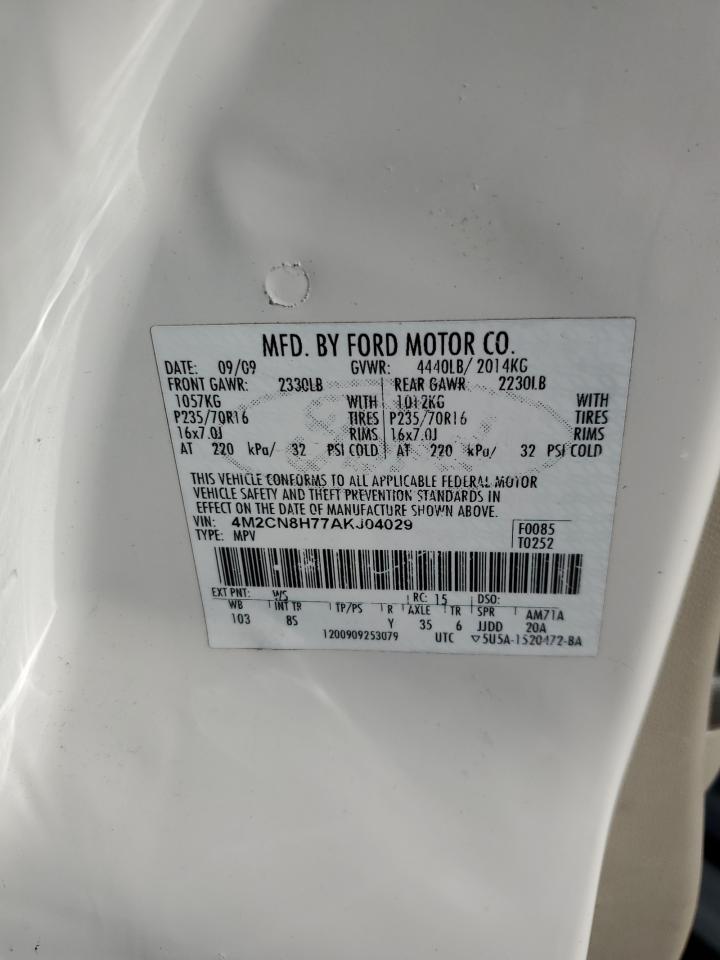 MFD. BY FORD MOTOR CO.
DATE: 09/09 GVWR: 4440LB/ 2014KG
FRONT GAWR: 2330LB REAR GAWR 2230LB
1057KG WITH 1012KG WITH
P235/70R16 TIRES P235/70R16 TIRES
16x7.0J RIMS 16x7.0J RIMS
AT 220 kPa/ 32 PSI COLD AT 220 kPa/ 32 PSI COLD
THIS VEHICLE CONFORMS TO ALL APPLICABLE FEDERAL MOTOR
VEHICLE SAFETY AND THEFT PREVENTION STANDARDS IN
EFFECT ON THE DATE OF MANUFACTURE SHOWN ABOVE.
VIN: 4M2CN8H77AKJ04029 F0085
TYPE: MPV T0252
EXT PNT: WS RC: 15 DSO:
WB INT TR TP/PS R AXLE TR SPR AM71A
103 8S Y 35 6 JJDD 20A
1200909253079 UTC ▽5U5A-1520472-BA